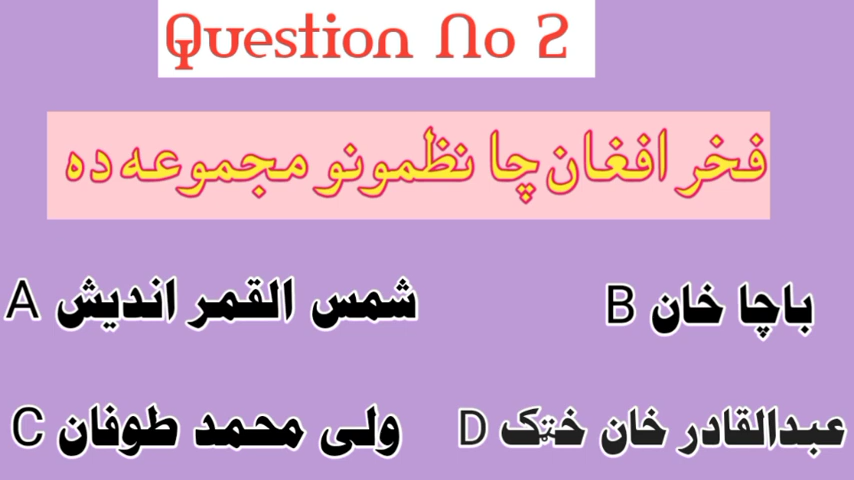 Question No 2
فخر افغان چا نظمونو مجموعه ده
A شمس القمر اندیش
B باچا خان
C ولی محمد طوفان
D عبدالقادر خان خټک